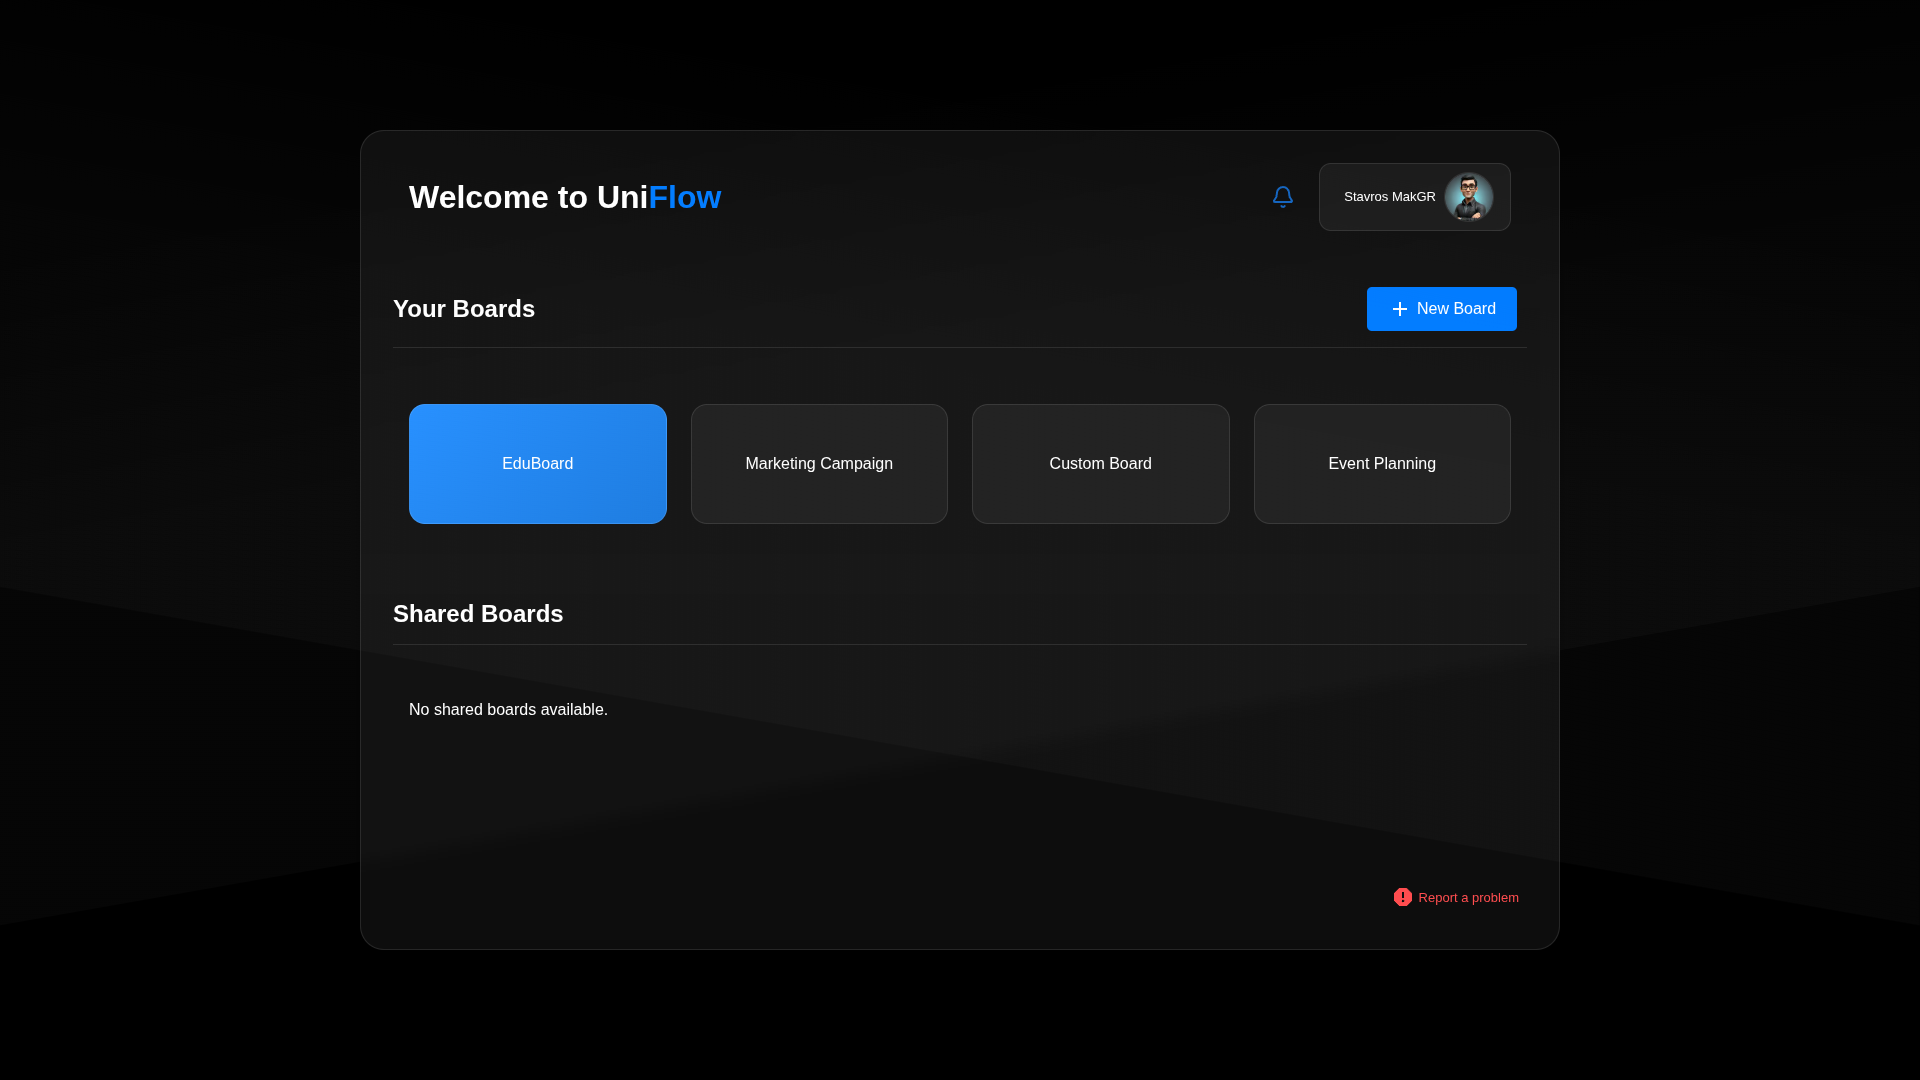 Welcome to UniFlow
Stavros MakGR
Your Boards
New Board
EduBoard
Marketing Campaign
Custom Board
Event Planning
Shared Boards
No shared boards available.
Report a problem